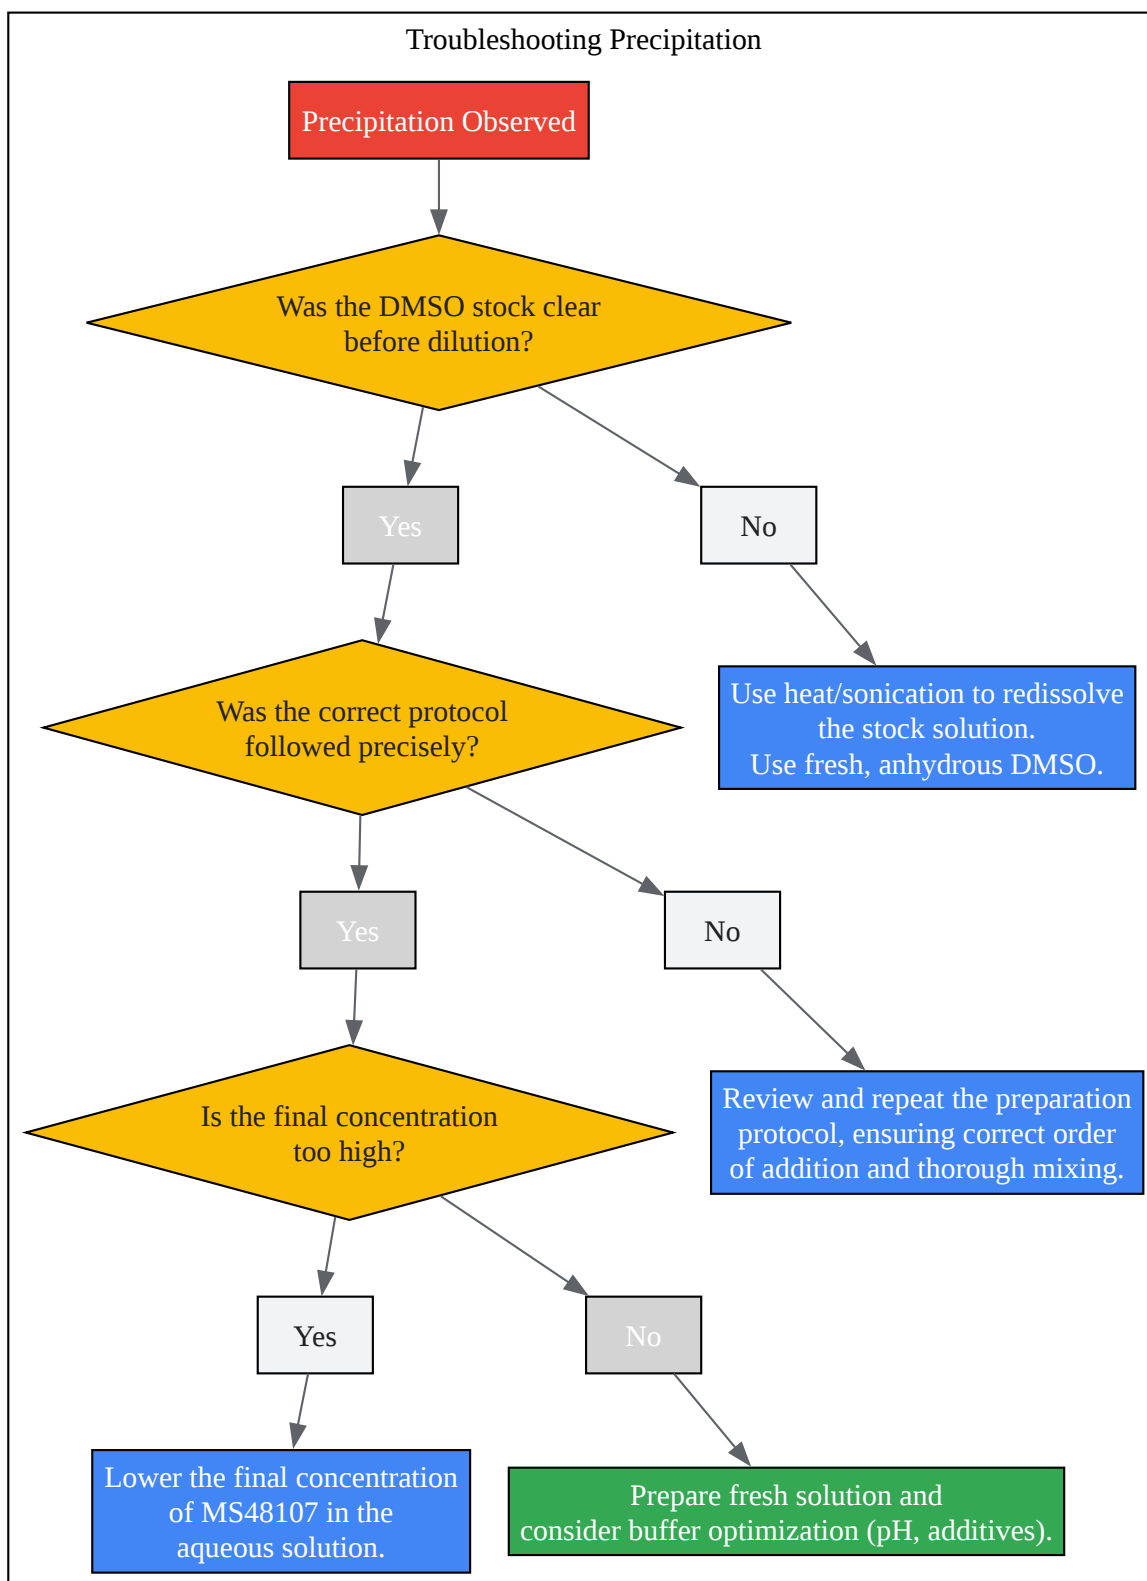 Troubleshooting Precipitation
Precipitation Observed
Was the DMSO stock clear
before dilution?
Yes
No
Was the correct protocol
followed precisely?
Use heat/sonication to redissolve
the stock solution.
Use fresh, anhydrous DMSO.
Yes
No
Is the final concentration
too high?
Review and repeat the preparation
protocol, ensuring correct order
of addition and thorough mixing.
Yes
No
Lower the final concentration
of MS48107 in the
aqueous solution.
Prepare fresh solution and
consider buffer optimization (pH, additives).